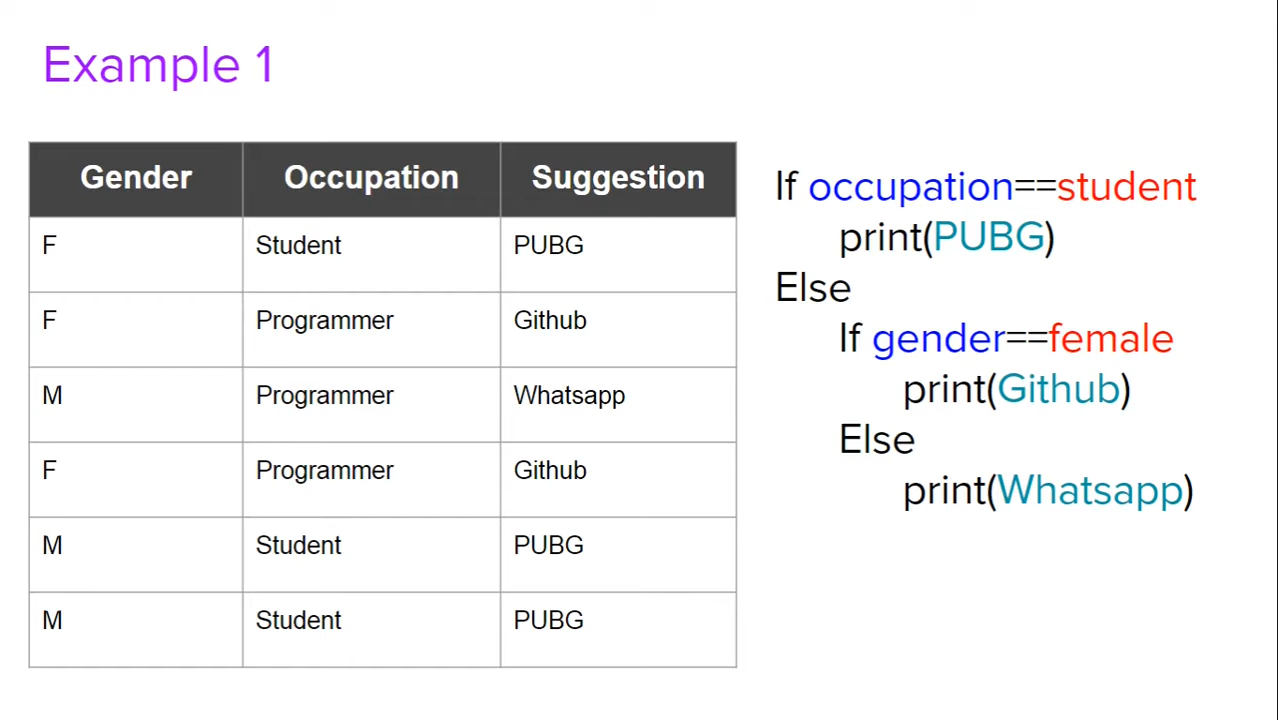 Example 1
Gender Occupation Suggestion
F Student PUBG
F Programmer Github
M Programmer Whatsapp
F Programmer Github
M Student PUBG
M Student PUBG
If occupation==student
print(PUBG)
Else
If gender==female
print(Github)
Else
print(Whatsapp)